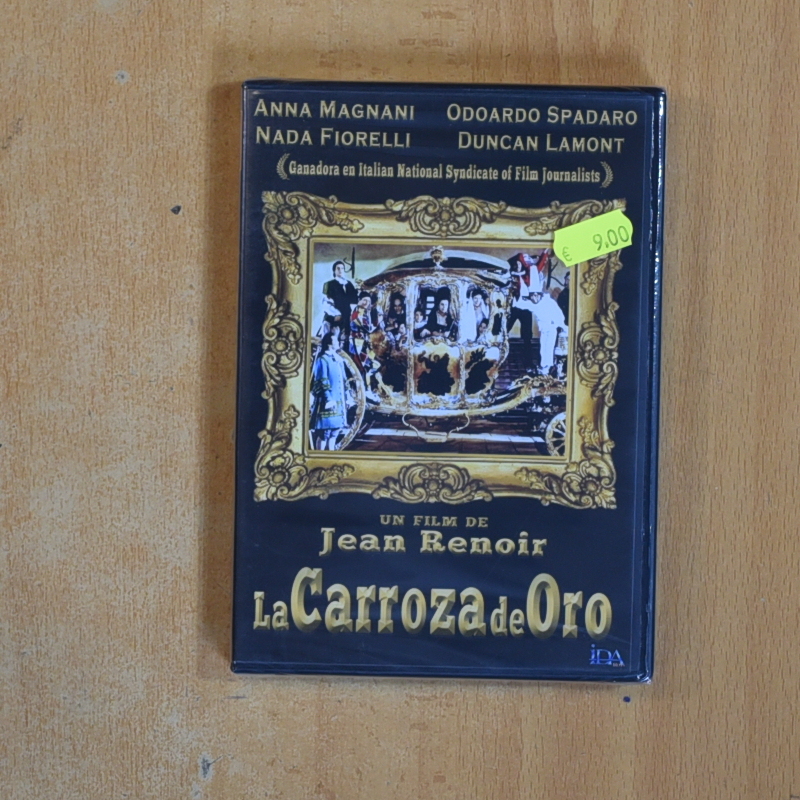 ANNA MAGNANI ODOARDO SPADARO
NADA FIORELLI DUNCAN LAMONT
Ganadora en Italian National Syndicate of Film Journalists
€ 9,00
UN FILM DE
Jean Renoir
La Carroza de Oro
iDA